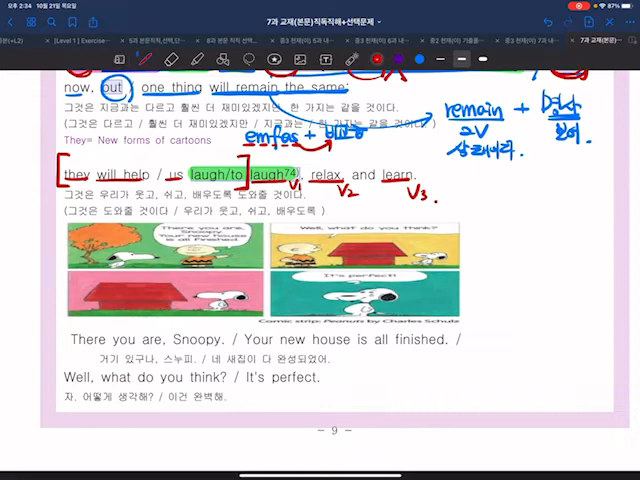 오후 2:34 10월 21일 목요일
7과 교재(본문)직독직해+선택문제
87%
[Level 1] Exercise...
7과 교재(본문)
now, but / one thing will remain the same:
그것은 지금과는 다르고 훨씬 더 재미있겠지만 한 가지는 같을 것이다.
(그것은 다르고 / 훨씬 더 재미있겠지만 / 지금과는 / 한 가지는 같을 것이다.)
They= New forms of cartoons
remain +
2V
they will help / us laugh/to laugh74), relax, and learn.
V1 V2 V3
그것은 우리가 웃고, 쉬고, 배우도록 도와줄 것이다.
(그것은 도와줄 것이다 / 우리가 웃고, 쉬고, 배우도록 )
There you are, Snoopy. Your new house is all finished.
Well, what do you think?
It's perfect!
Comic strip: Peanuts by Charles Schulz
There you are, Snoopy. / Your new house is all finished. /
거기 있구나, 스누피. / 네 새집이 다 완성되었어.
Well, what do you think? / It's perfect.
자. 어떻게 생각해? / 이건 완벽해.
- 9 -